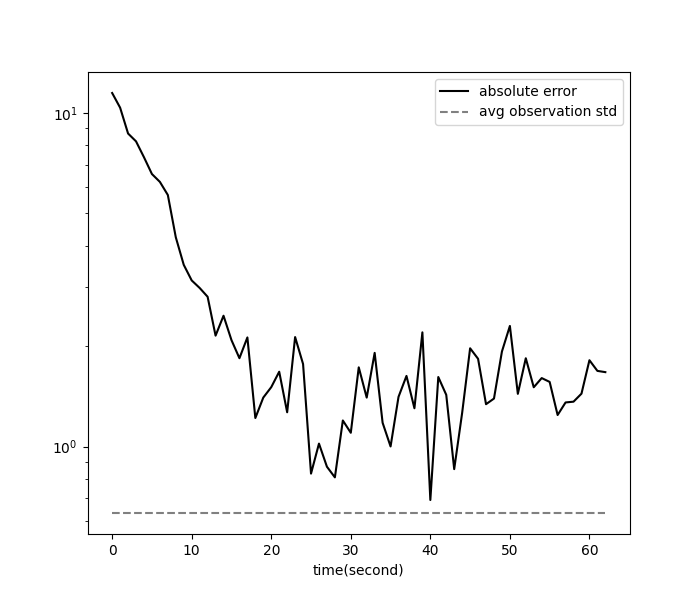 absolute error
avg observation std
10¹
10⁰
0 10 20 30 40 50 60
time(second)